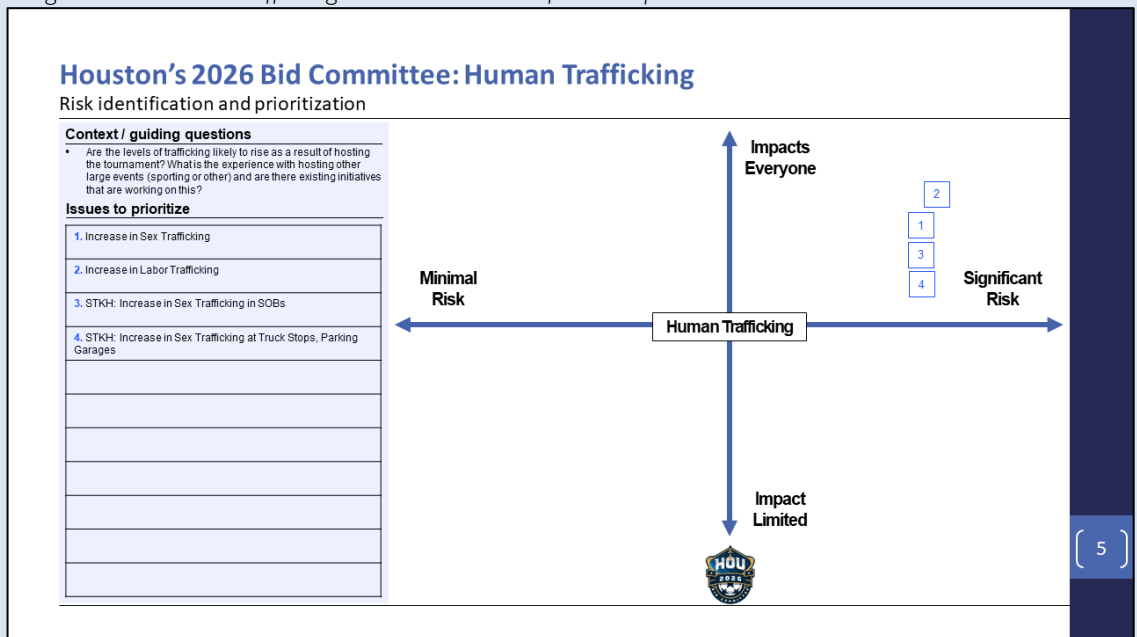 Houston's 2026 Bid Committee: Human Trafficking
Risk identification and prioritization
Context / guiding questions
• Are the levels of trafficking likely to rise as a result of hosting
the tournament? What is the experience with hosting other
large events (sporting or other) and are there existing initiatives
that are working on this?
Issues to prioritize
1. Increase in Sex Trafficking
2. Increase in Labor Trafficking
3. STKH: Increase in Sex Trafficking in SOBs
4. STKH: Increase in Sex Trafficking at Truck Stops, Parking
Garages
Impacts
Everyone
2
1
3
4
Minimal
Risk
Significant
Risk
Human Trafficking
Impact
Limited
HOU
2026
5